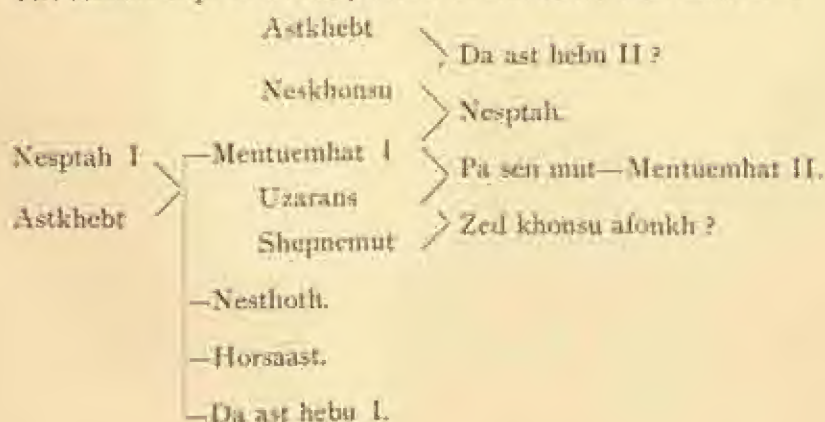 Astkhebt
Da ast hebu II ?
Neskhonsu
Nesptah.
Nesptah I —Mentuemhat I
Pa sen mut—Mentuemhat II.
Uzarans
Astkhebt
Shepnemut
Zed khonsu afonkh ?
—Nesthoth.
—Horsaast.
—Da ast hebu I.